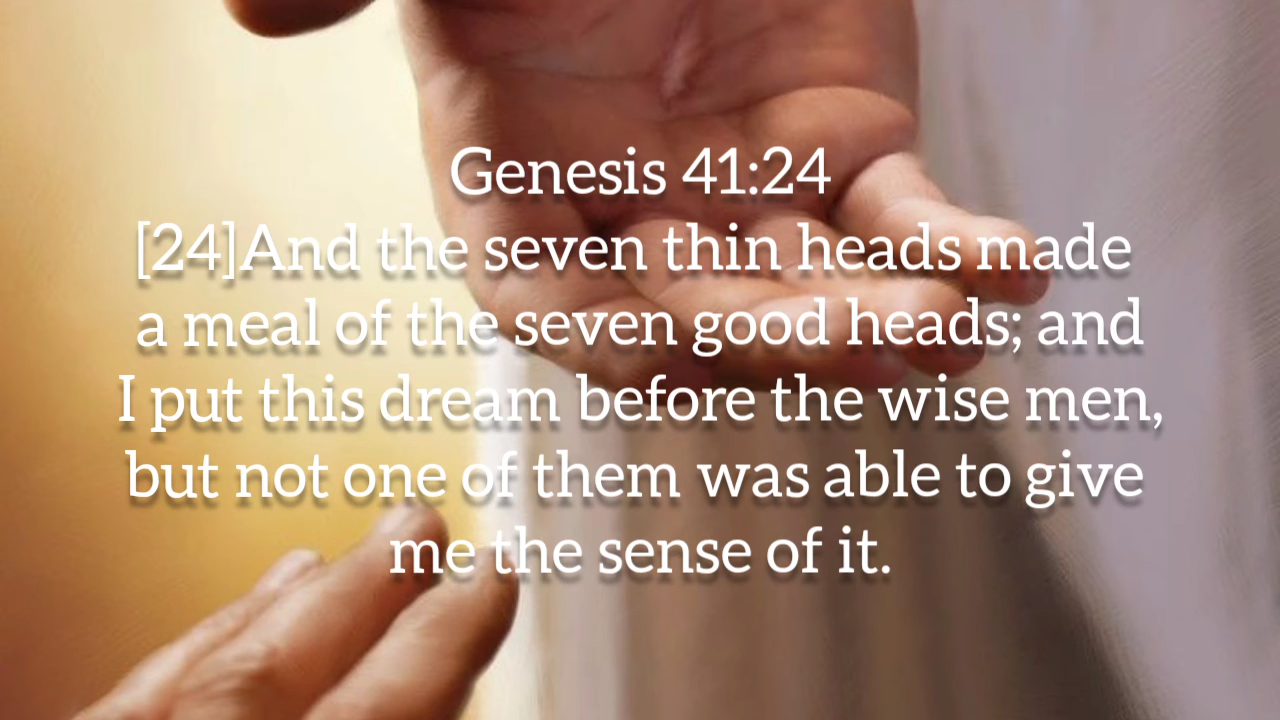 Genesis 41:24
[24]And the seven thin heads made
a meal of the seven good heads; and
I put this dream before the wise men,
but not one of them was able to give
me the sense of it.